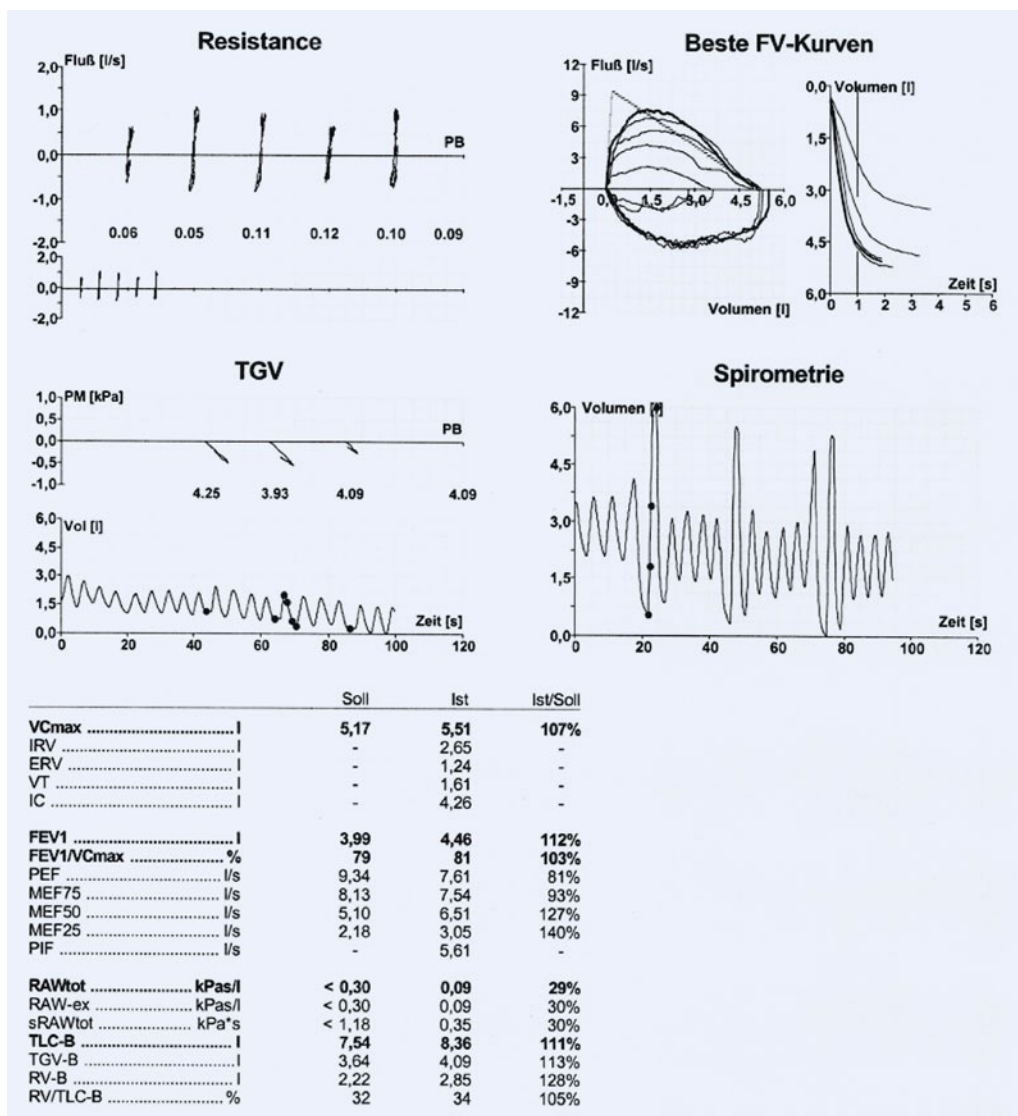 Resistance
Fluß [l/s]
2,0
1,0
0,0
-1,0
-2,0
PB
0.06 0.05 0.11 0.12 0.10 0.09
2,0
0,0
-2,0
Beste FV-Kurven
Fluß [l/s]
12
9
6
3
-1,5 0,0 1,5 3,0 4,5 6,0
-3
-6
-9
-12
Volumen [l]
0,0 Volumen [l]
1,5
3,0
4,5
6,0
Zeit [s]
0 1 2 3 4 5 6
TGV
1,0 PM [kPa]
0,5
0,0
-0,5
-1,0
PB
4.25 3.93 4.09 4.09
6,0 Vol [l]
4,5
3,0
1,5
0,0
Zeit [s]
0 20 40 60 80 100 120
Spirometrie
6,0 Volumen [l]
4,5
3,0
1,5
0,0
Zeit [s]
0 20 40 60 80 100 120
Soll Ist Ist/Soll
VCmax ........................... l 5,17 5,51 107%
IRV ........................... l - 2,65 -
ERV ........................... l - 1,24 -
VT ........................... l - 1,61 -
IC ........................... l - 4,26 -
FEV1 ........................... l 3,99 4,46 112%
FEV1/VCmax ................ % 79 81 103%
PEF ........................... l/s 9,34 7,61 81%
MEF75 ........................ l/s 8,13 7,54 93%
MEF50 ........................ l/s 5,10 6,51 127%
MEF25 ........................ l/s 2,18 3,05 140%
PIF ........................... l/s - 5,61 -
RAWtot .................. kPas/l < 0,30 0,09 29%
RAW-ex .................. kPas/l < 0,30 0,09 30%
sRAWtot .................. kPa*s < 1,18 0,35 30%
TLC-B ........................... l 7,54 8,36 111%
TGV-B ........................... l 3,64 4,09 113%
RV-B ........................... l 2,22 2,85 128%
RV/TLC-B ..................... % 32 34 105%